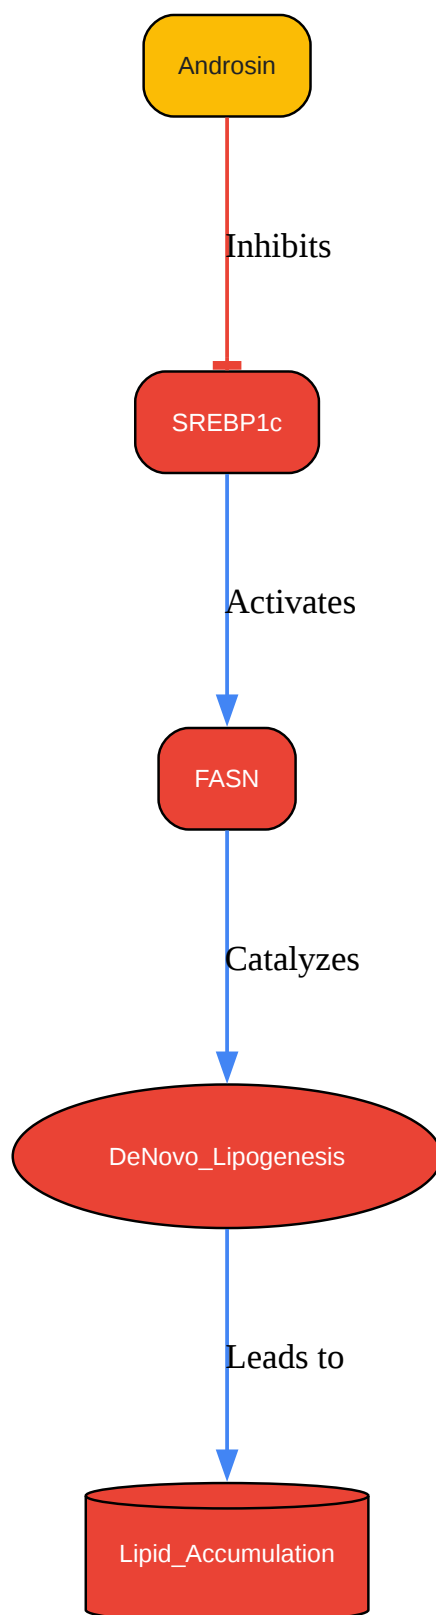 Androsin
Inhibits
SREBP1c
Activates
FASN
Catalyzes
DeNovo_Lipogenesis
Leads to
Lipid_Accumulation